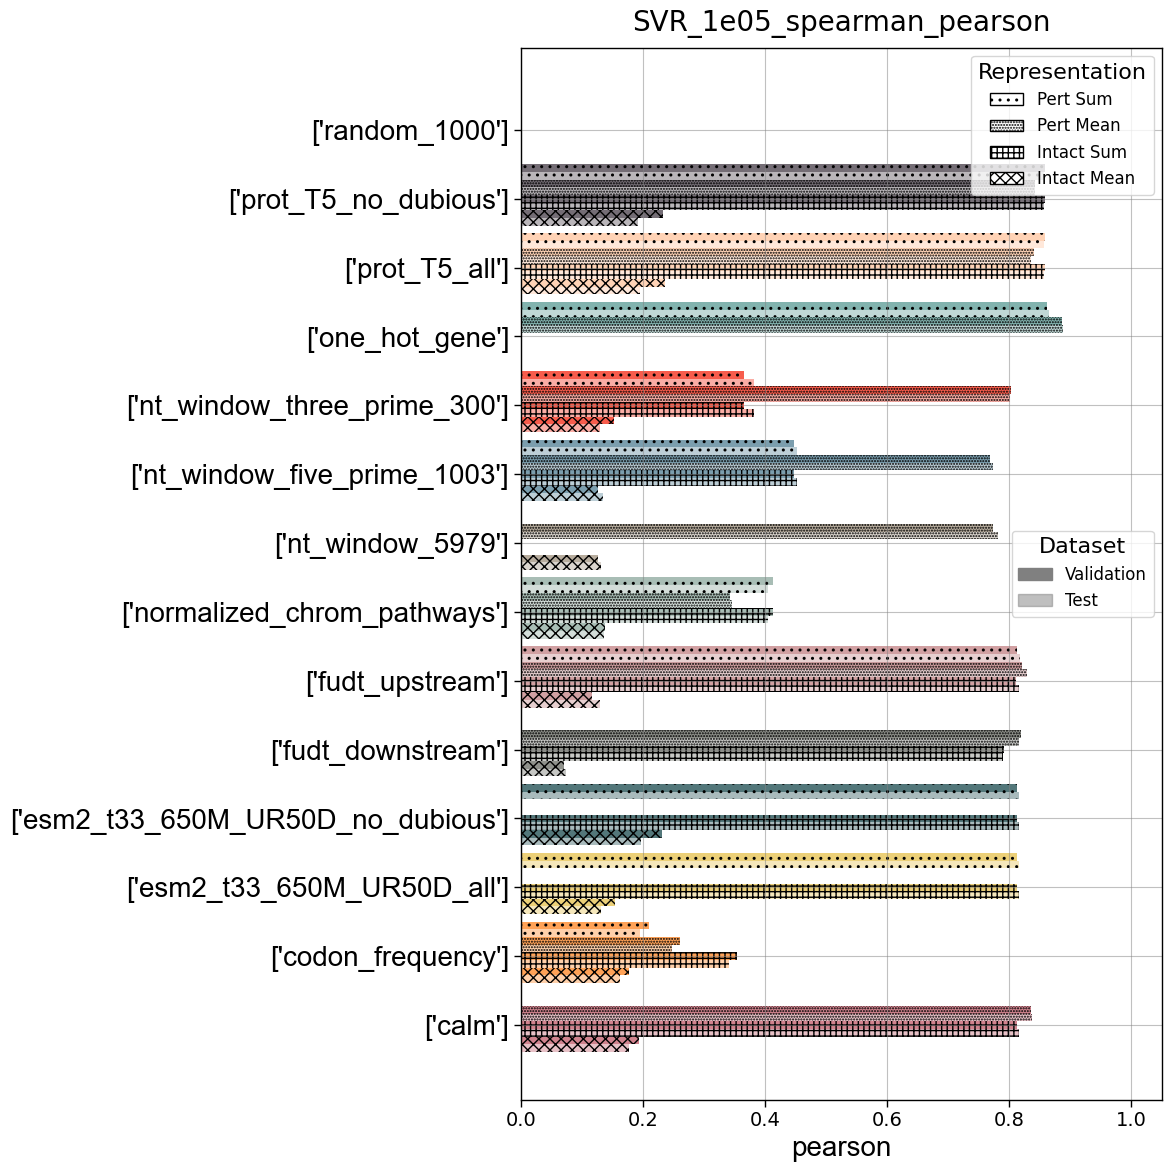 SVR_1e05_spearman_pearson
Representation
Pert Sum
Pert Mean
Intact Sum
Intact Mean
['random_1000']
['prot_T5_no_dubious']
['prot_T5_all']
['one_hot_gene']
['nt_window_three_prime_300']
['nt_window_five_prime_1003']
['nt_window_5979']
Dataset
Validation
Test
['normalized_chrom_pathways']
['fudt_upstream']
['fudt_downstream']
['esm2_t33_650M_UR50D_no_dubious']
['esm2_t33_650M_UR50D_all']
['codon_frequency']
['calm']
0.0 0.2 0.4 0.6 0.8 1.0
pearson